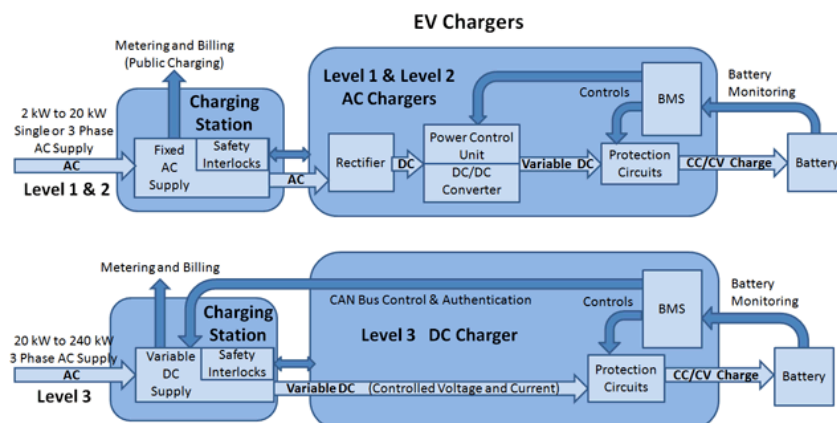 EV Chargers
Metering and Billing
(Public Charging)
Level 1 & Level 2
AC Chargers
Controls
BMS
Battery
Monitoring
2 kW to 20 kW
Single or 3 Phase
AC Supply
AC
Level 1 & 2
Charging
Station
Fixed
AC
Supply
Safety
Interlocks
AC
Rectifier
DC
Power Control
Unit
DC/DC
Converter
Variable DC
Protection
Circuits
CC/CV Charge
Battery
Metering and Billing
CAN Bus Control & Authentication
Controls
BMS
Battery
Monitoring
20 kW to 240 kW
3 Phase AC Supply
AC
Level 3
Charging
Station
Variable
DC
Supply
Safety
Interlocks
Level 3 DC Charger
Variable DC (Controlled Voltage and Current)
Protection
Circuits
CC/CV Charge
Battery